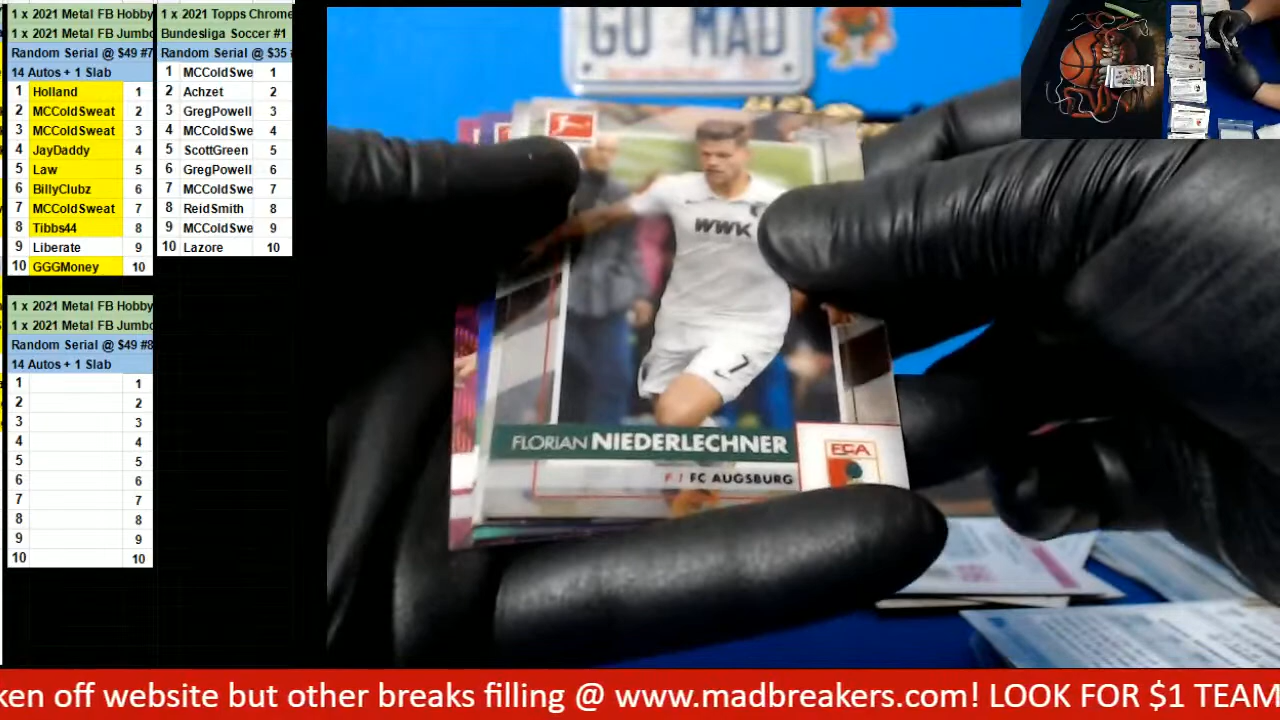 1 x 2021 Metal FB Hobby
1 x 2021 Metal FB Jumbo
Random Serial @ $49 #7
14 Autos + 1 Slab
1 Holland 1
2 MCColdSweat 2
3 MCColdSweat 3
4 JayDaddy 4
5 Law 5
6 BillyClubz 6
7 MCColdSweat 7
8 Tibbs44 8
9 Liberate 9
10 GGGMoney 10
1 x 2021 Topps Chrome
Bundesliga Soccer #1
Random Serial @ $35
1 MCColdSwe 1
2 Achzet 2
3 GregPowell 3
4 MCColdSwe 4
5 ScottGreen 5
6 GregPowell 6
7 MCColdSwe 7
8 ReidSmith 8
9 MCColdSwe 9
10 Lazore 10
1 x 2021 Metal FB Hobby
1 x 2021 Metal FB Jumbo
Random Serial @ $49 #8
14 Autos + 1 Slab
1 1
2 2
3 3
4 4
5 5
6 6
7 7
8 8
9 9
10 10
GO MAD
WWK
7
FLORIAN NIEDERLECHNER
F / FC AUGSBURG
FCA
ken off website but other breaks filling @ www.madbreakers.com! LOOK FOR $1 TEAM